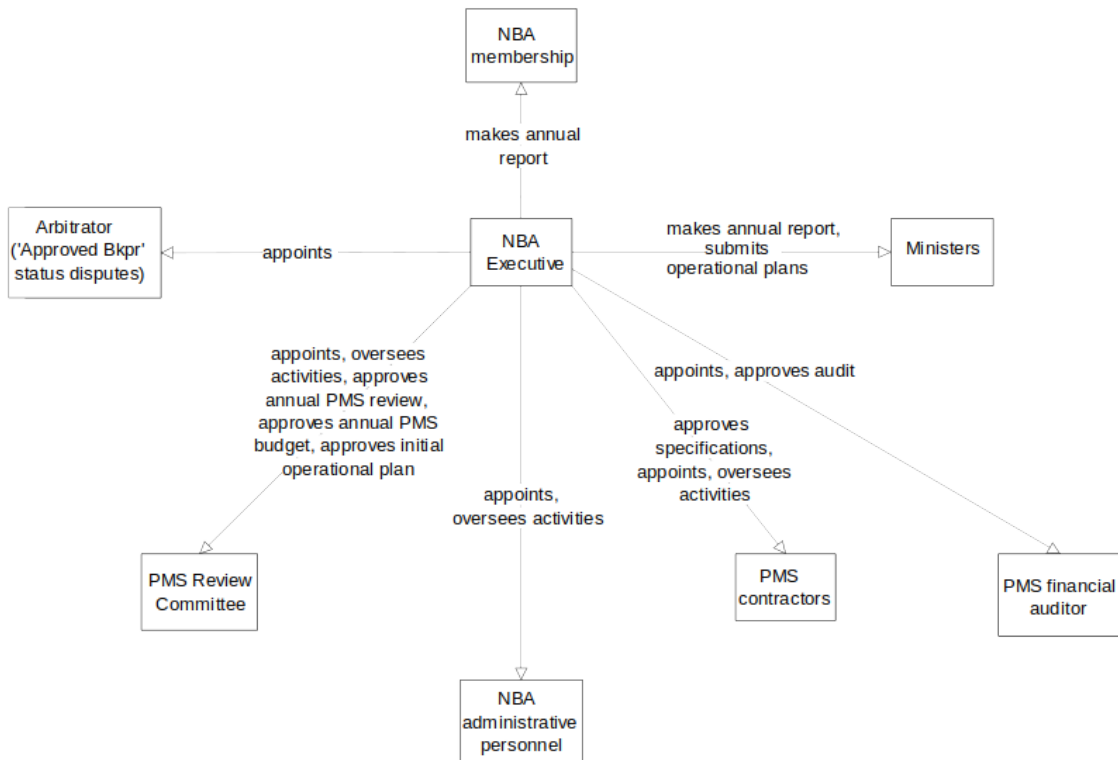 NBA
membership
makes annual
report
Arbitrator
('Approved Bkpr'
status disputes)
appoints
NBA
Executive
makes annual report,
submits
operational plans
Ministers
appoints, oversees
activities, approves
annual PMS review,
approves annual PMS
budget, approves initial
operational plan
appoints, approves audit
approves
specifications,
appoints, oversees
activities
appoints,
oversees activities
PMS Review
Committee
PMS
contractors
PMS financial
auditor
NBA
administrative
personnel